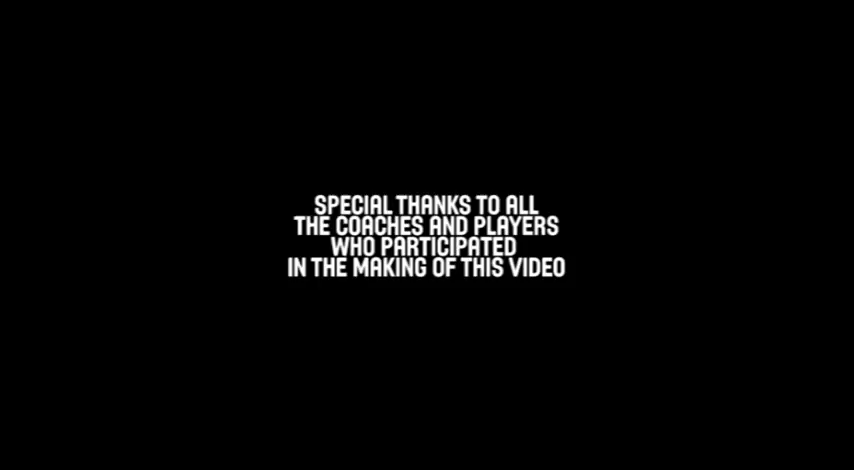 SPECIAL THANKS TO ALL
THE COACHES AND PLAYERS
WHO PARTICIPATED
IN THE MAKING OF THIS VIDEO